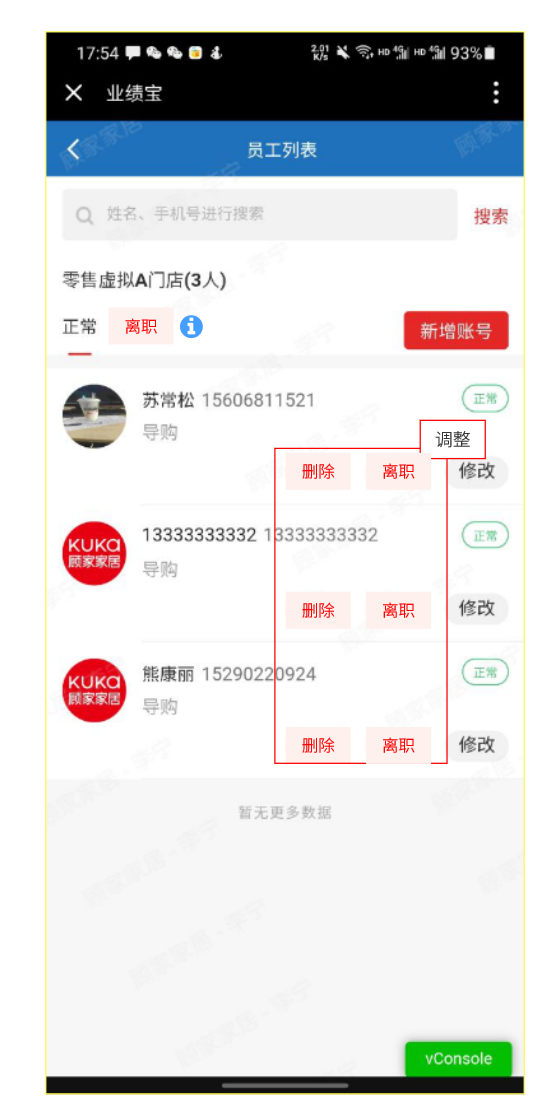 17:54 2.01 K/s HD 4G HD 4G 93%
业绩宝
员工列表
姓名、手机号进行搜索 搜索
零售虚拟A门店(3人)
正常 离职 新增账号
苏常松 15606811521 正常
导购
调整
删除 离职 修改
KUKa
顾家家居
13333333332 13333333332 正常
导购
删除 离职 修改
KUKa
顾家家居
熊康丽 15290220924 正常
导购
删除 离职 修改
暂无更多数据
顾家家居 - 李宁
vConsole